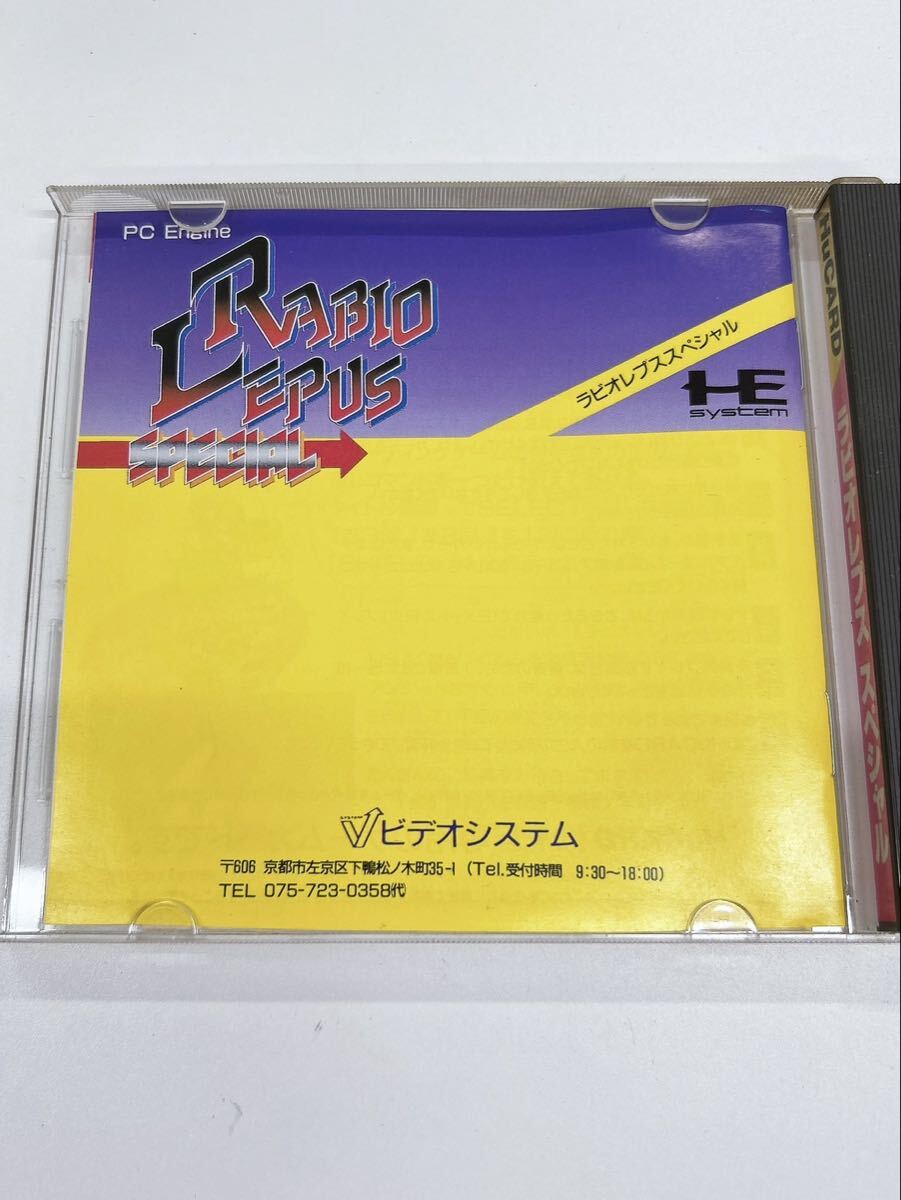 PC Engine
RABIO
LEPUS
SPECIAL
ラビオレプススペシャル
HE
system
ビデオシステム
〒606 京都市左京区下鴨松ノ木町35-1 (Tel.受付時間 9:30〜18:00)
TEL 075-723-0358代
HuCARD ラビオレプス スペシャル